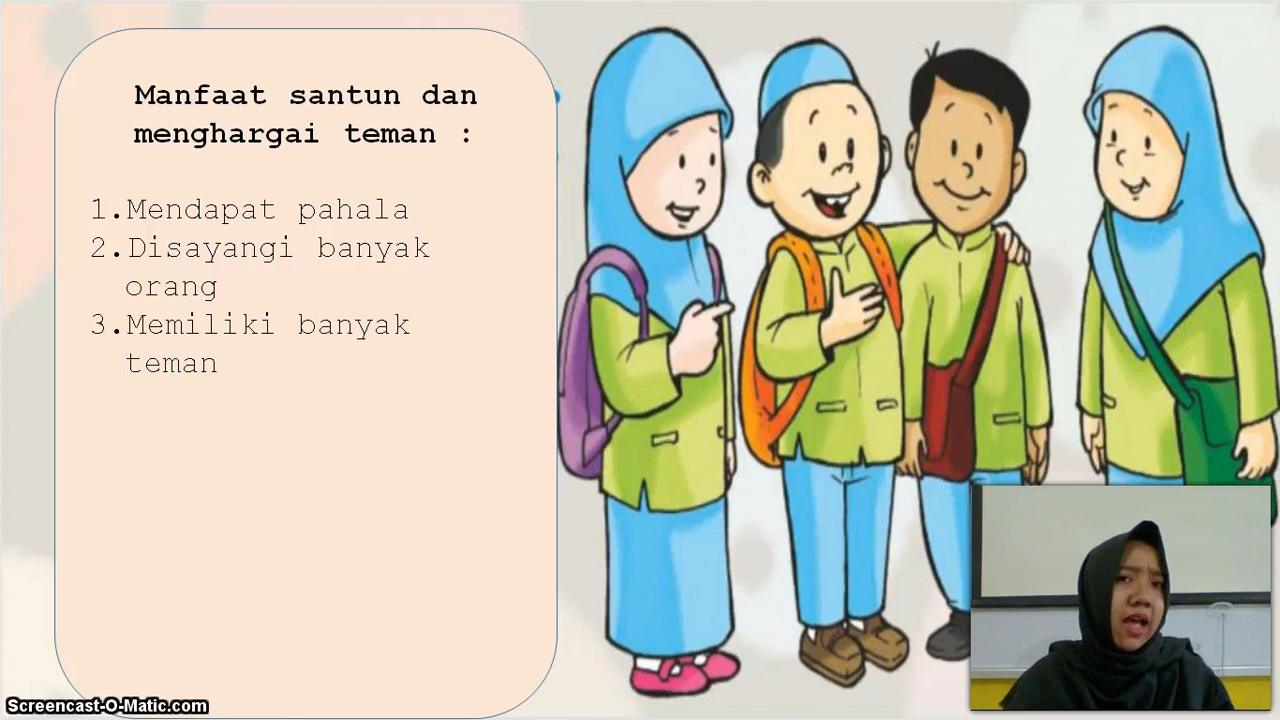 Manfaat santun dan
menghargai teman :
1.Mendapat pahala
2.Disayangi banyak
orang
3.Memiliki banyak
teman
Screencast-O-Matic.com